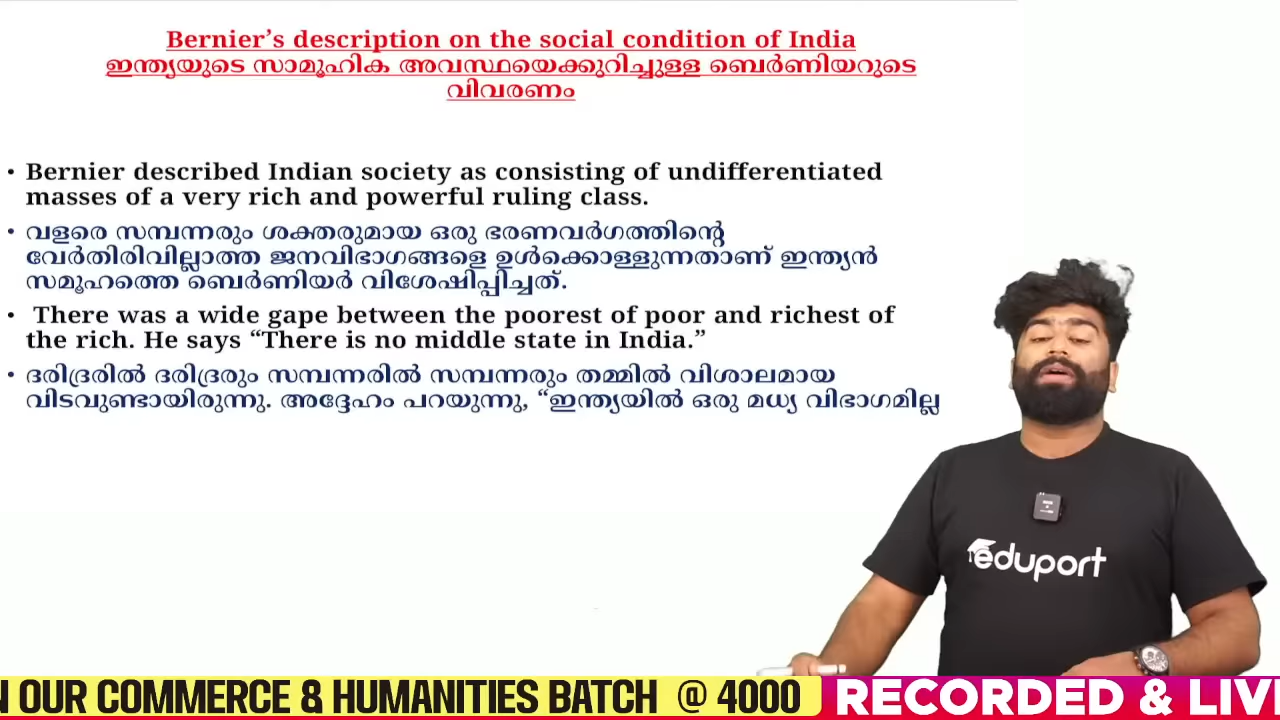 Bernier’s description on the social condition of India
ഇന്ത്യയുടെ സാമൂഹിക അവസ്ഥയെക്കുറിച്ചുള്ള ബെർണിയറുടെ
വിവരണം
• Bernier described Indian society as consisting of undifferentiated
masses of a very rich and powerful ruling class.
• വളരെ സമ്പന്നരും ശക്തരുമായ ഒരു ഭരണവർഗത്തിന്റെ
വേർതിരിവില്ലാത്ത ജനവിഭാഗങ്ങളെ ഉൾക്കൊള്ളുന്നതാണ് ഇന്ത്യൻ
സമൂഹത്തെ ബെർണിയർ വിശേഷിപ്പിച്ചത്.
• There was a wide gape between the poorest of poor and richest of
the rich. He says “There is no middle state in India.”
• ദരിദ്രരിൽ ദരിദ്രരും സമ്പന്നരിൽ സമ്പന്നരും തമ്മിൽ വിശാലമായ
വിടവുണ്ടായിരുന്നു. അദ്ദേഹം പറയുന്നു, “ഇന്ത്യയിൽ ഒരു മധ്യ വിഭാഗമില്ല
eduport
N OUR COMMERCE & HUMANITIES BATCH @ 4000 RECORDED & LIV